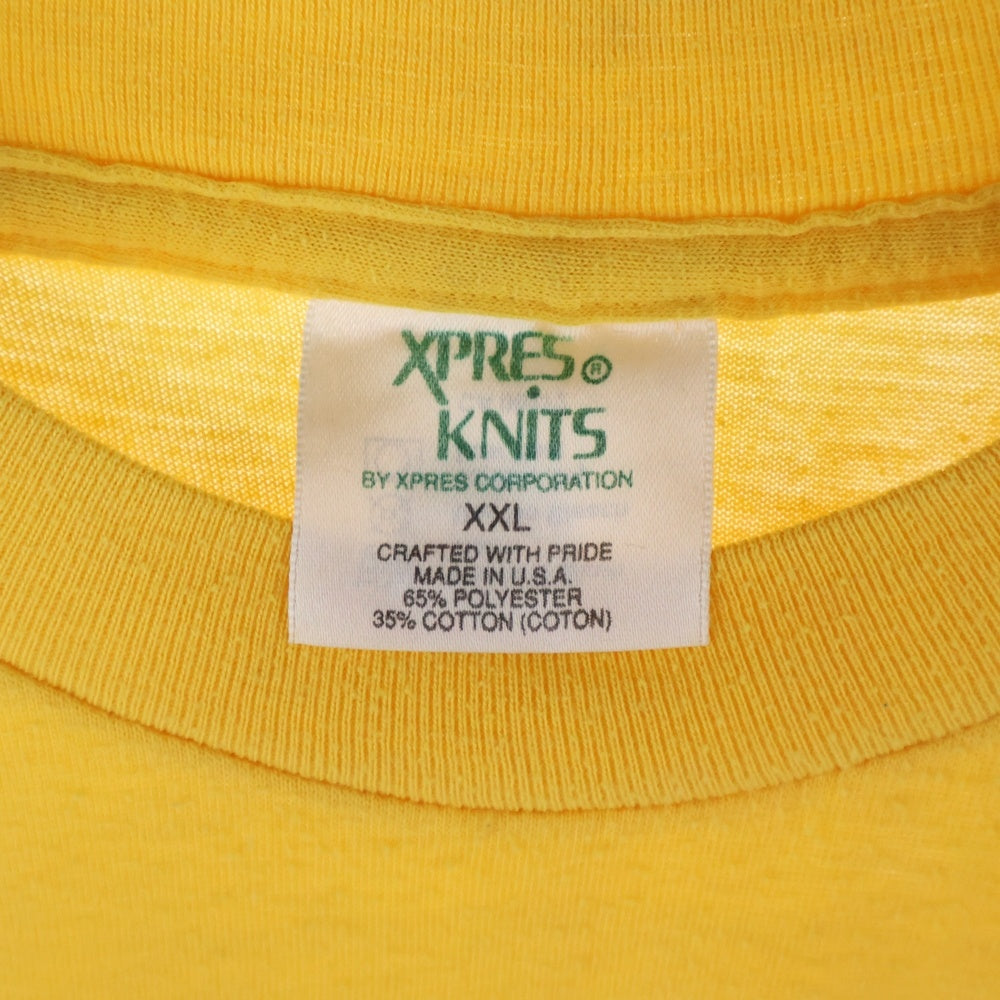 XPRES®
KNITS
BY XPRES CORPORATION
XXL
CRAFTED WITH PRIDE
MADE IN U.S.A.
65% POLYESTER
35% COTTON (COTON)